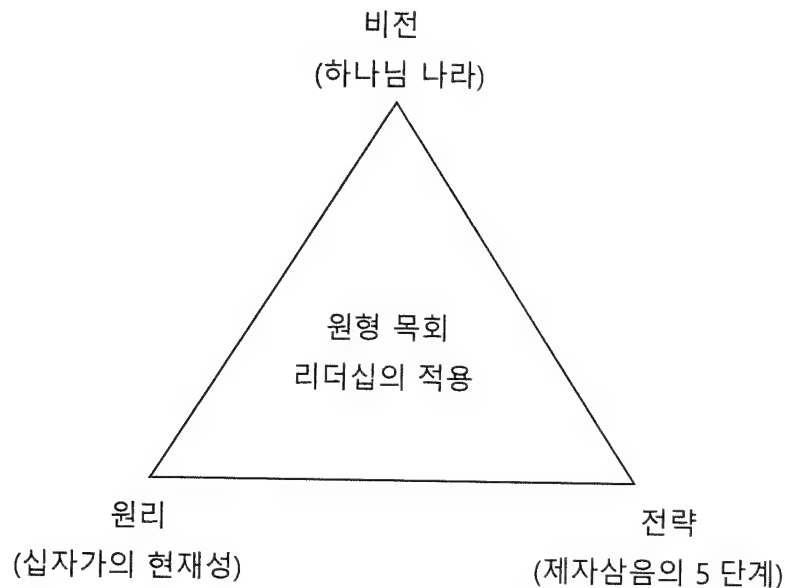 비전
(하나님 나라)
원형 목회
리더십의 적용
원리
(십자가의 현재성)
전략
(제자삼음의 5 단계)